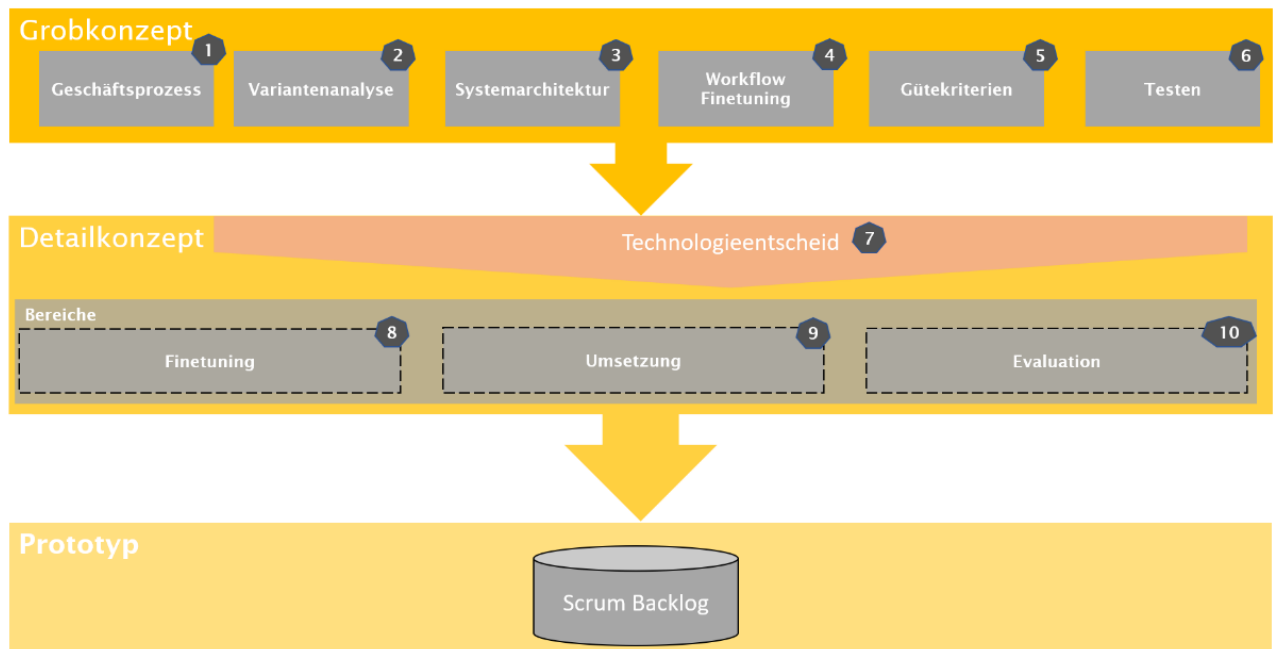 Grobkonzept
1
2
3
4
5
6
Geschäftsprozess
Variantenanalyse
Systemarchitektur
Workflow
Finetuning
Gütekriterien
Testen
Detailkonzept
Technologieentscheid
7
Bereiche
8
9
10
Finetuning
Umsetzung
Evaluation
Prototyp
Scrum Backlog